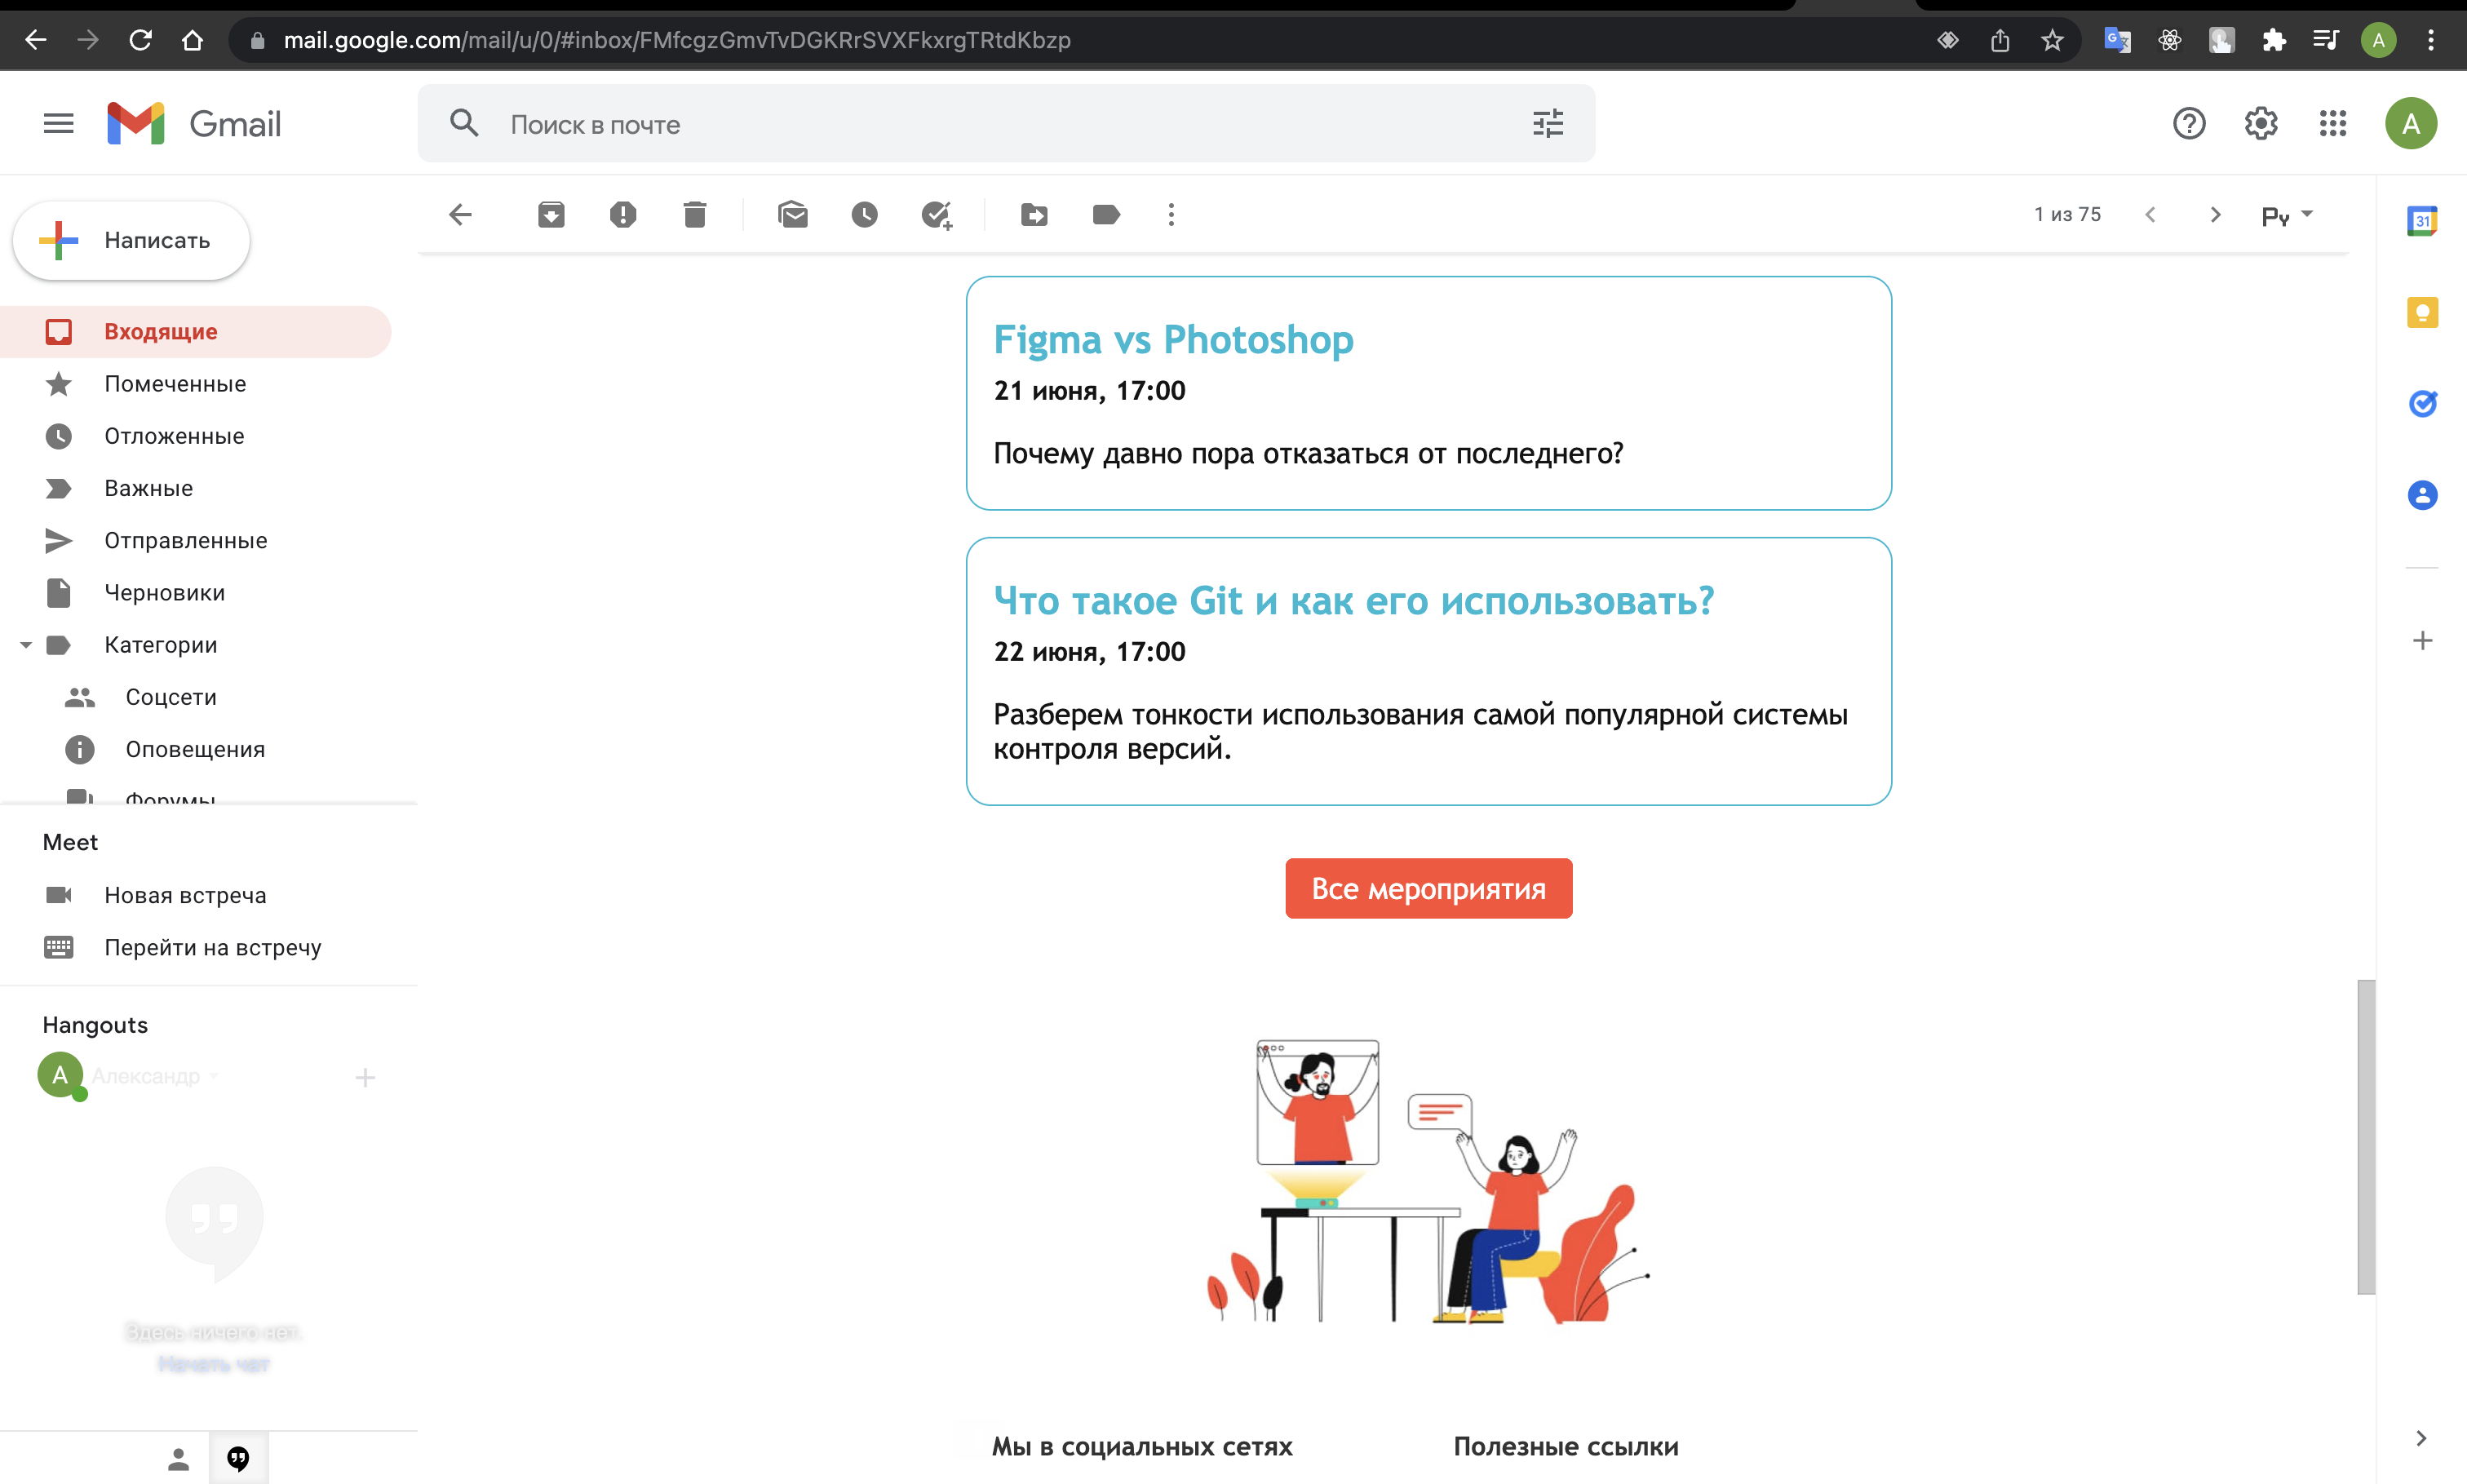 mail.google.com/mail/u/0/#inbox/FMfcgzGmvTvDGKRrSVXFkxrgTRtdKbzp
A
Gmail
Поиск в почте
A
Написать
1 из 75
Ру
31
Входящие
Помеченные
Отложенные
Важные
Отправленные
Черновики
Категории
Соцсети
Оповещения
Форумы
Meet
Новая встреча
Перейти на встречу
Hangouts
A
Александр
Здесь ничего нет.
Начать чат
Figma vs Photoshop
21 июня, 17:00
Почему давно пора отказаться от последнего?
Что такое Git и как его использовать?
22 июня, 17:00
Разберем тонкости использования самой популярной системы
контроля версий.
Все мероприятия
Мы в социальных сетях
Полезные ссылки